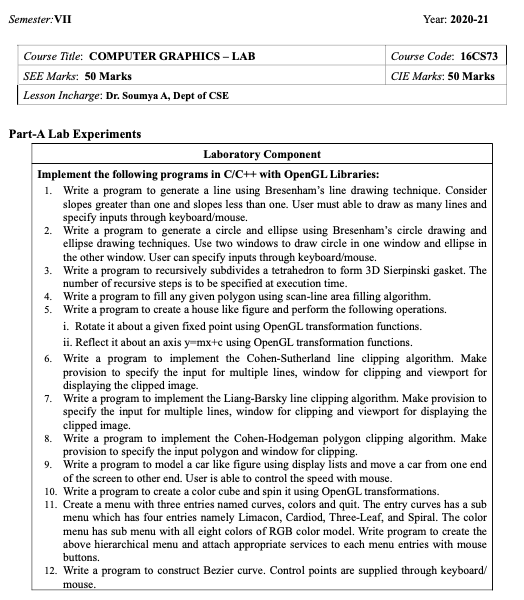 Semester:VII Year: 2020-21
Course Title: COMPUTER GRAPHICS – LAB Course Code: 16CS73
SEE Marks: 50 Marks CIE Marks: 50 Marks
Lesson Incharge: Dr. Soumya A, Dept of CSE
Part-A Lab Experiments
Laboratory Component
Implement the following programs in C/C++ with OpenGL Libraries:
1. Write a program to generate a line using Bresenham's line drawing technique. Consider
slopes greater than one and slopes less than one. User must able to draw as many lines and
specify inputs through keyboard/mouse.
2. Write a program to generate a circle and ellipse using Bresenham's circle drawing and
ellipse drawing techniques. Use two windows to draw circle in one window and ellipse in
the other window. User can specify inputs through keyboard/mouse.
3. Write a program to recursively subdivides a tetrahedron to form 3D Sierpinski gasket. The
number of recursive steps is to be specified at execution time.
4. Write a program to fill any given polygon using scan-line area filling algorithm.
5. Write a program to create a house like figure and perform the following operations.
i. Rotate it about a given fixed point using OpenGL transformation functions.
ii. Reflect it about an axis y=mx+c using OpenGL transformation functions.
6. Write a program to implement the Cohen-Sutherland line clipping algorithm. Make
provision to specify the input for multiple lines, window for clipping and viewport for
displaying the clipped image.
7. Write a program to implement the Liang-Barsky line clipping algorithm. Make provision to
specify the input for multiple lines, window for clipping and viewport for displaying the
clipped image.
8. Write a program to implement the Cohen-Hodgeman polygon clipping algorithm. Make
provision to specify the input polygon and window for clipping.
9. Write a program to model a car like figure using display lists and move a car from one end
of the screen to other end. User is able to control the speed with mouse.
10. Write a program to create a color cube and spin it using OpenGL transformations.
11. Create a menu with three entries named curves, colors and quit. The entry curves has a sub
menu which has four entries namely Limacon, Cardiod, Three-Leaf, and Spiral. The color
menu has sub menu with all eight colors of RGB color model. Write program to create the
above hierarchical menu and attach appropriate services to each menu entries with mouse
buttons.
12. Write a program to construct Bezier curve. Control points are supplied through keyboard/
mouse.